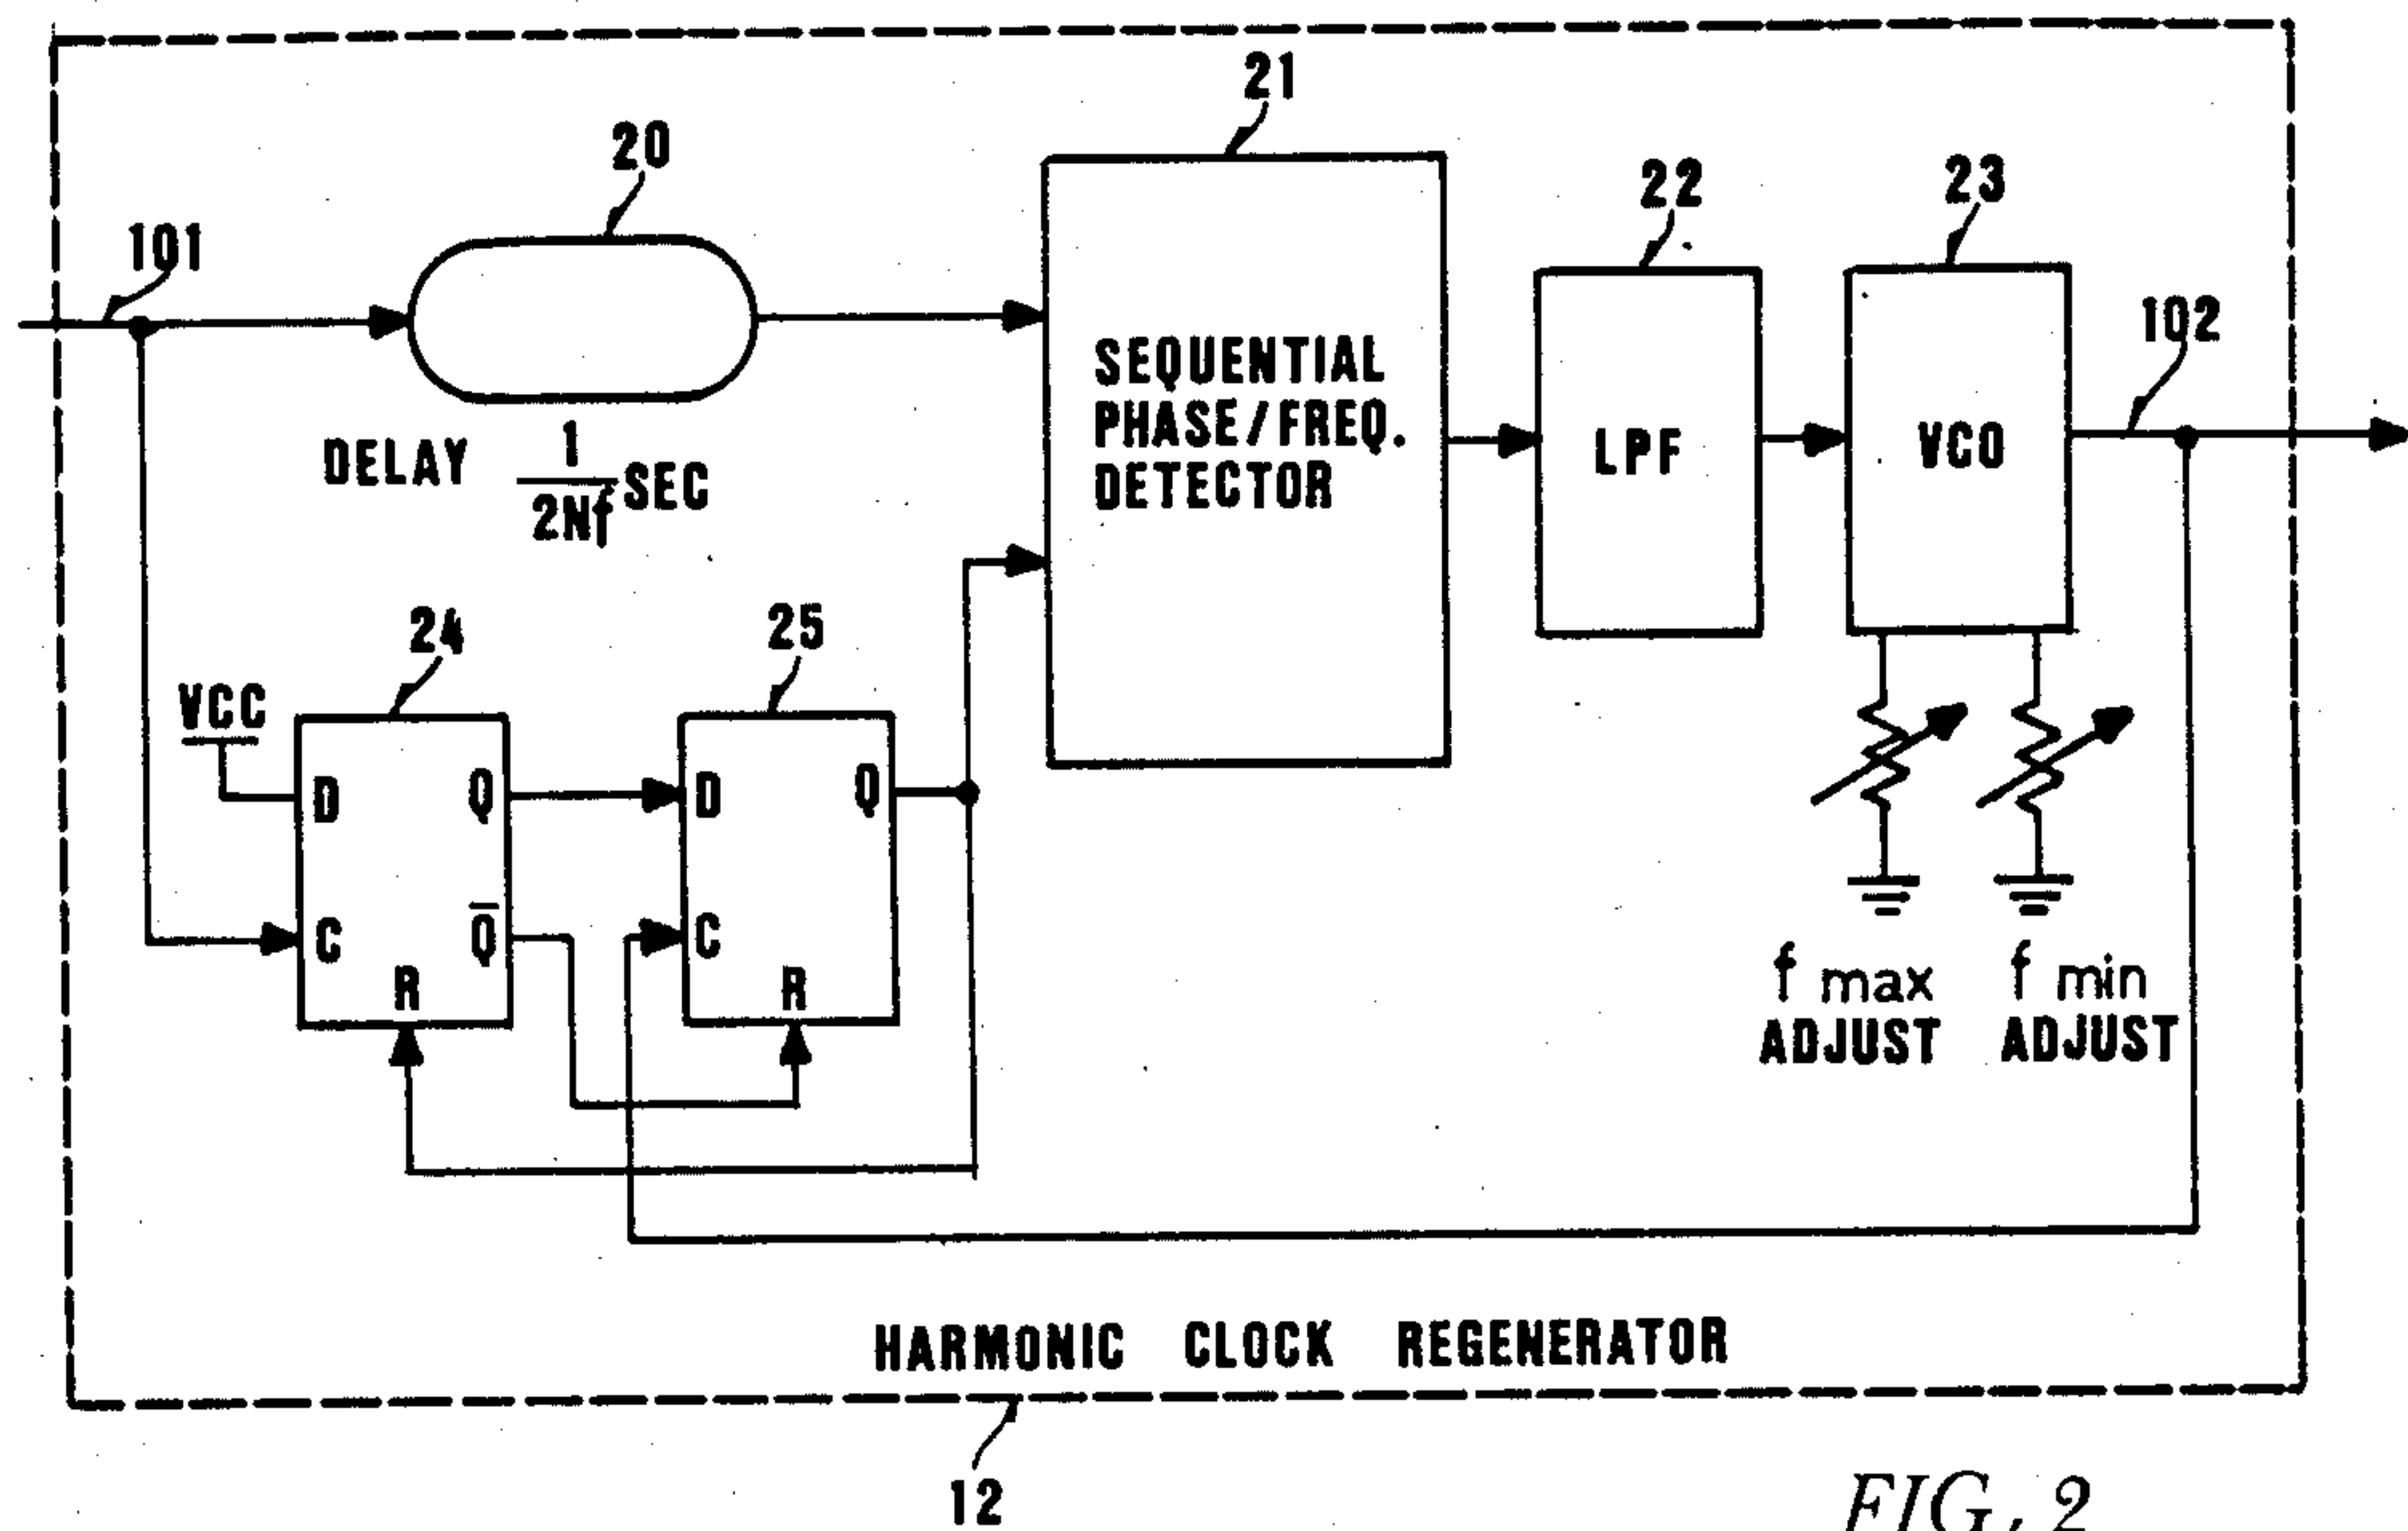 21
20
22
23
101
102
SEQUENTIAL
PHASE/FREQ.
DETECTOR
LPF
VCO
DELAY 1/2Nf SEC
24
25
VCC
D
Q
D
Q
C
Q̅
C
R
R
f max
ADJUST
f min
ADJUST
HARMONIC CLOCK REGENERATOR
12
FIG. 2